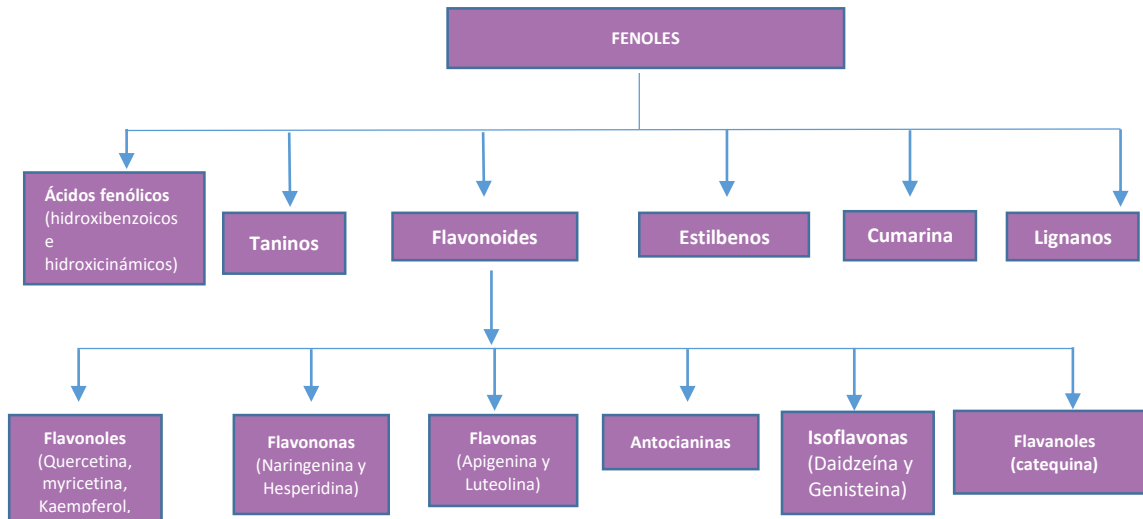 FENOLES
Ácidos fenólicos
(hidroxibenzoicos
e
hidroxicinámicos)
Taninos
Flavonoides
Estilbenos
Cumarina
Lignanos
Flavonoles
(Quercetina,
myricetina,
Kaempferol,
Flavononas
(Naringenina y
Hesperidina)
Flavonas
(Apigenina y
Luteolina)
Antocianinas
Isoflavonas
(Daidzeína y
Genisteina)
Flavanoles
(catequina)